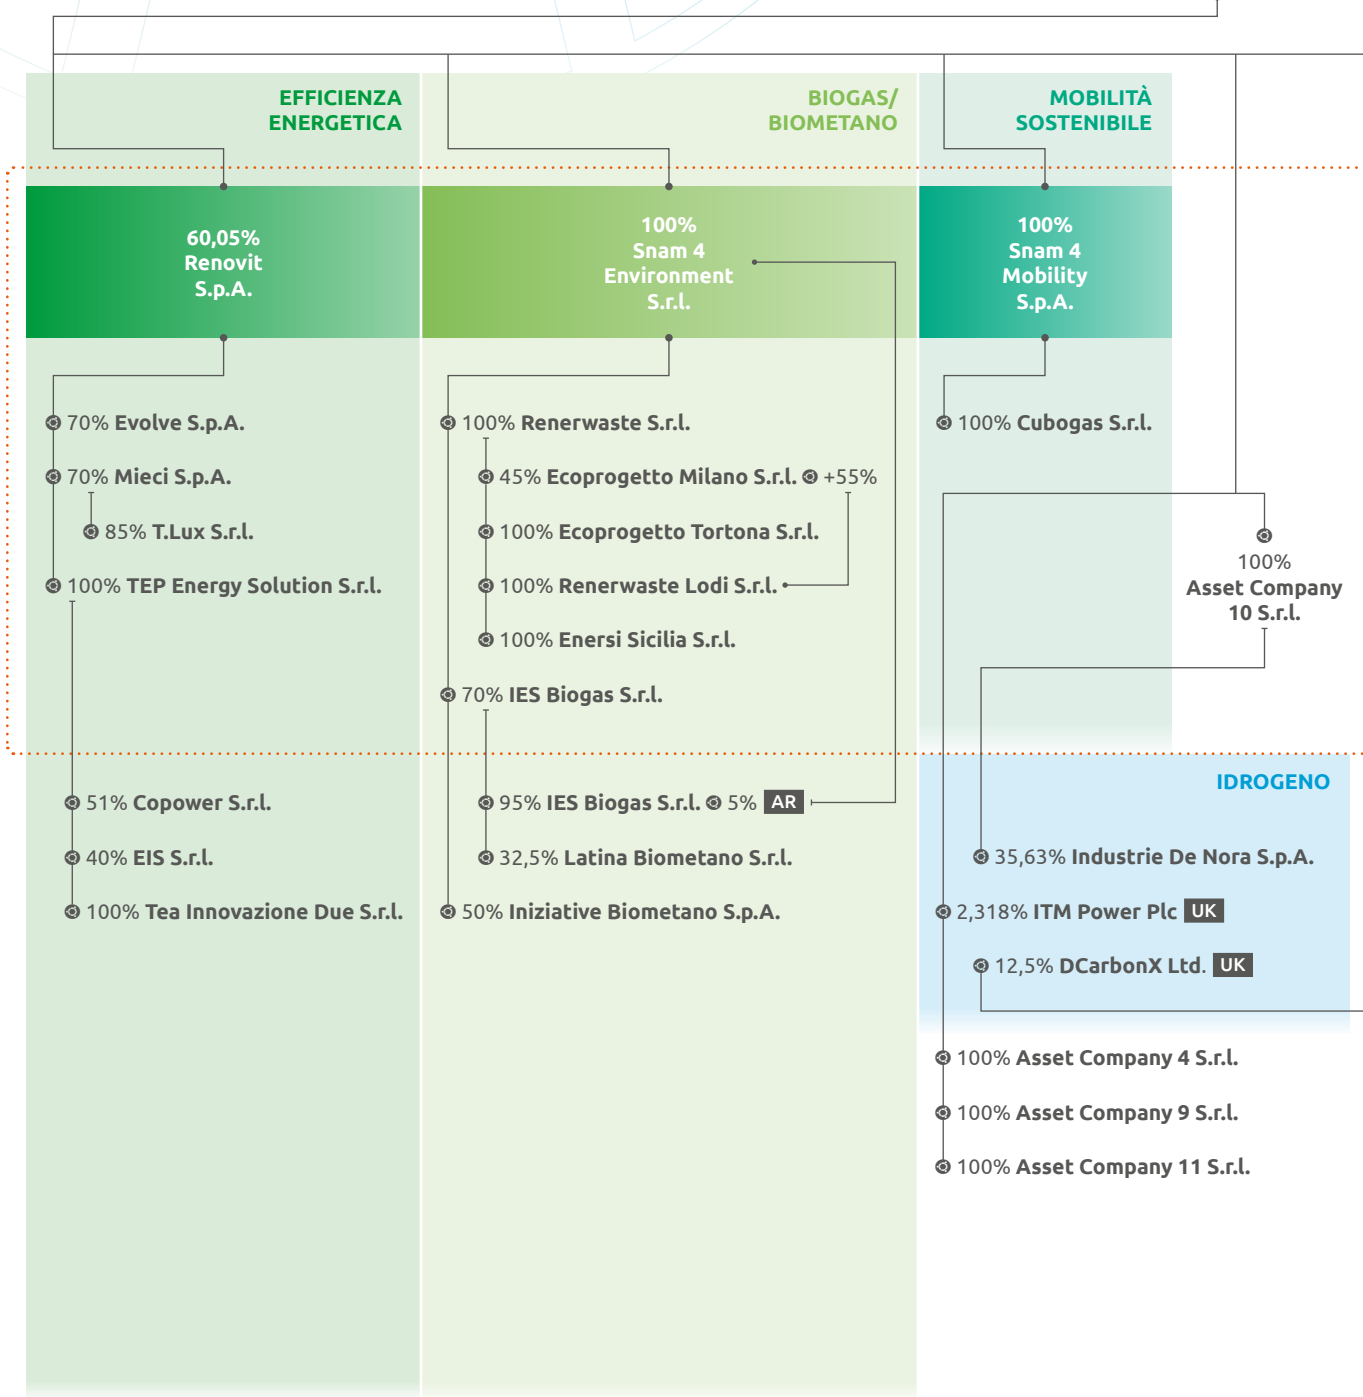 EFFICIENZA
ENERGETICA
60,05%
Renovit
S.p.A.
70% Evolve S.p.A.
70% Mieci S.p.A.
85% T.Lux S.r.l.
100% TEP Energy Solution S.r.l.
51% Copower S.r.l.
40% EIS S.r.l.
100% Tea Innovazione Due S.r.l.
BIOGAS/
BIOMETANO
100%
Snam 4
Environment
S.r.l.
100% Renerwaste S.r.l.
45% Ecoprogetto Milano S.r.l. +55%
100% Ecoprogetto Tortona S.r.l.
100% Renerwaste Lodi S.r.l.
100% Enersi Sicilia S.r.l.
70% IES Biogas S.r.l.
95% IES Biogas S.r.l. 5% AR
32,5% Latina Biometano S.r.l.
50% Iniziative Biometano S.p.A.
MOBILITÀ
SOSTENIBILE
100%
Snam 4
Mobility
S.p.A.
100% Cubogas S.r.l.
100%
Asset Company
10 S.r.l.
IDROGENO
35,63% Industrie De Nora S.p.A.
2,318% ITM Power Plc UK
12,5% DCarbonX Ltd. UK
100% Asset Company 4 S.r.l.
100% Asset Company 9 S.r.l.
100% Asset Company 11 S.r.l.